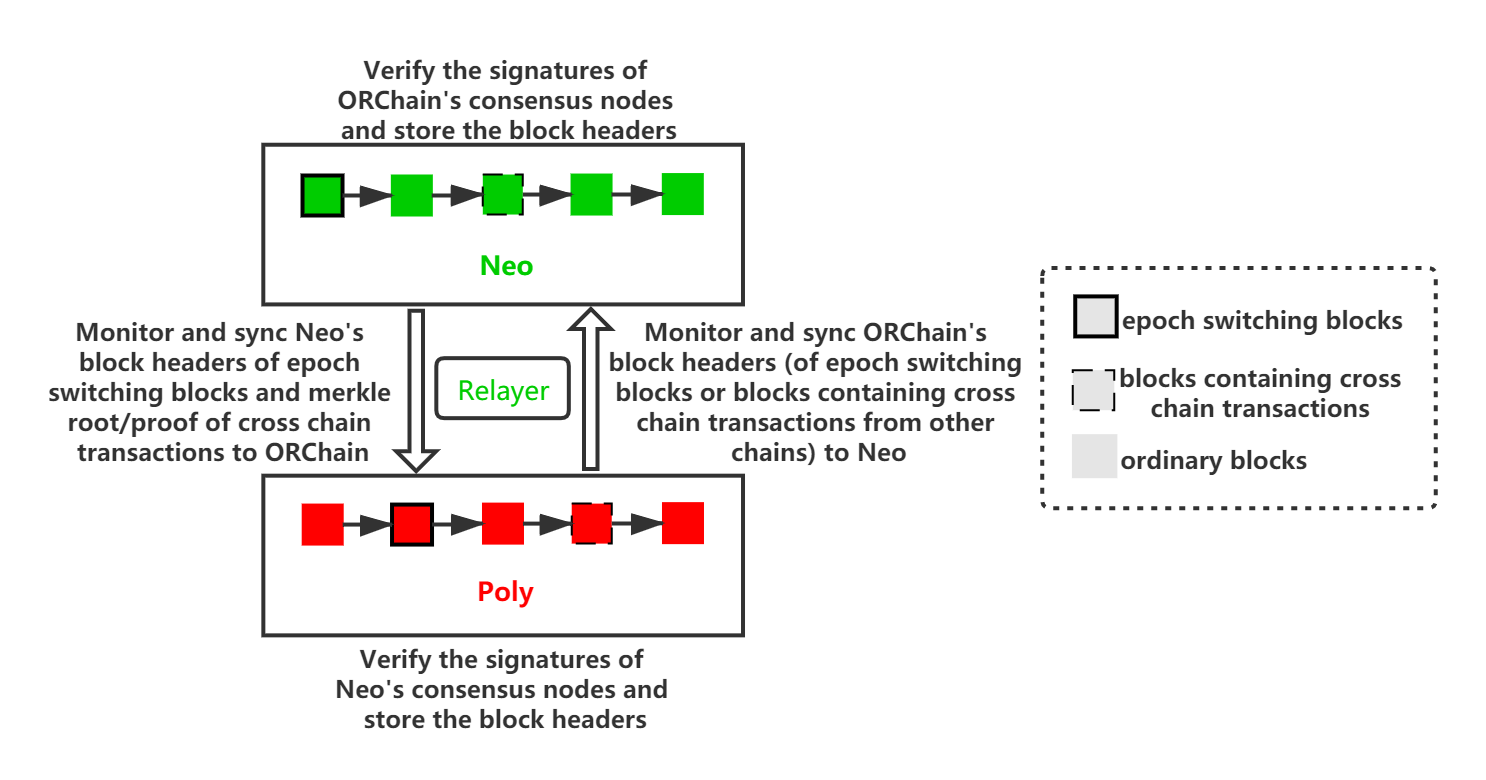 Verify the signatures of
ORChain's consensus nodes
and store the block headers
Neo
Monitor and sync Neo's
block headers of epoch
switching blocks and merkle
root/proof of cross chain
transactions to ORChain
Relayer
Monitor and sync ORChain's
block headers (of epoch switching
blocks or blocks containing cross
chain transactions from other
chains) to Neo
Poly
Verify the signatures of
Neo's consensus nodes and
store the block headers
epoch switching blocks
blocks containing cross
chain transactions
ordinary blocks